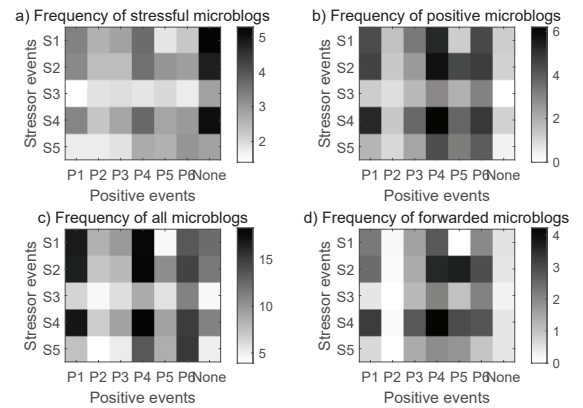 a) Frequency of stressful microblogs
S1
S2
S3
S4
S5
Stressor events
P1 P2 P3 P4 P5 P6 None
Positive events
5
4
3
2
b) Frequency of positive microblogs
S1
S2
S3
S4
S5
Stressor events
P1 P2 P3 P4 P5 P6 None
Positive events
6
4
2
0
c) Frequency of all microblogs
S1
S2
S3
S4
S5
Stressor events
P1 P2 P3 P4 P5 P6 None
Positive events
15
10
5
d) Frequency of forwarded microblogs
S1
S2
S3
S4
S5
Stressor events
P1 P2 P3 P4 P5 P6 None
Positive events
4
3
2
1
0